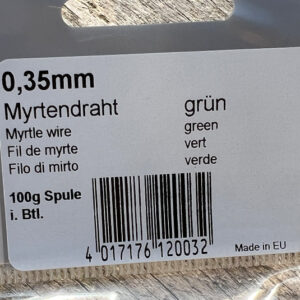 0,35mm
Myrtendraht grün
Myrtle wire green
Fil de myrte vert
Filo di mirto verde
100g Spule
i. Btl.
4 017176 120032
Made in EU